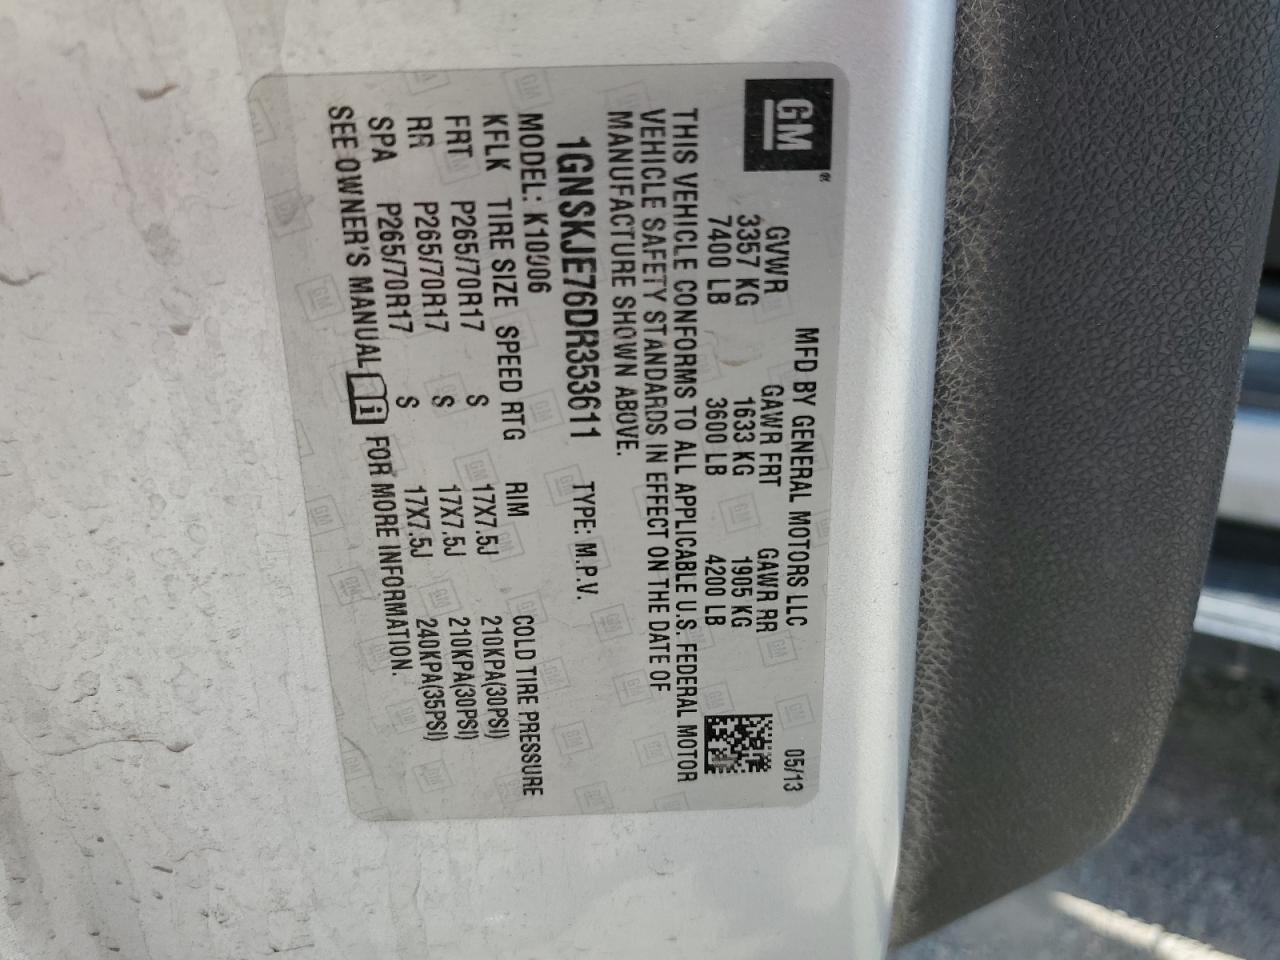 GM
MFD BY GENERAL MOTORS LLC 05/13
GVWR GAWR FRT GAWR RR
3357 KG 1633 KG 1905 KG
7400 LB 3600 LB 4200 LB
THIS VEHICLE CONFORMS TO ALL APPLICABLE U.S. FEDERAL MOTOR
VEHICLE SAFETY STANDARDS IN EFFECT ON THE DATE OF
MANUFACTURE SHOWN ABOVE.
1GNSKJE76DR353611 TYPE: M.P.V.
MODEL: K10906
KFLK TIRE SIZE SPEED RTG RIM COLD TIRE PRESSURE
FRT P265/70R17 S 17X7.5J 210KPA(30PSI)
RR P265/70R17 S 17X7.5J 210KPA(30PSI)
SPA P265/70R17 S 17X7.5J 240KPA(35PSI)
SEE OWNER'S MANUAL FOR MORE INFORMATION.